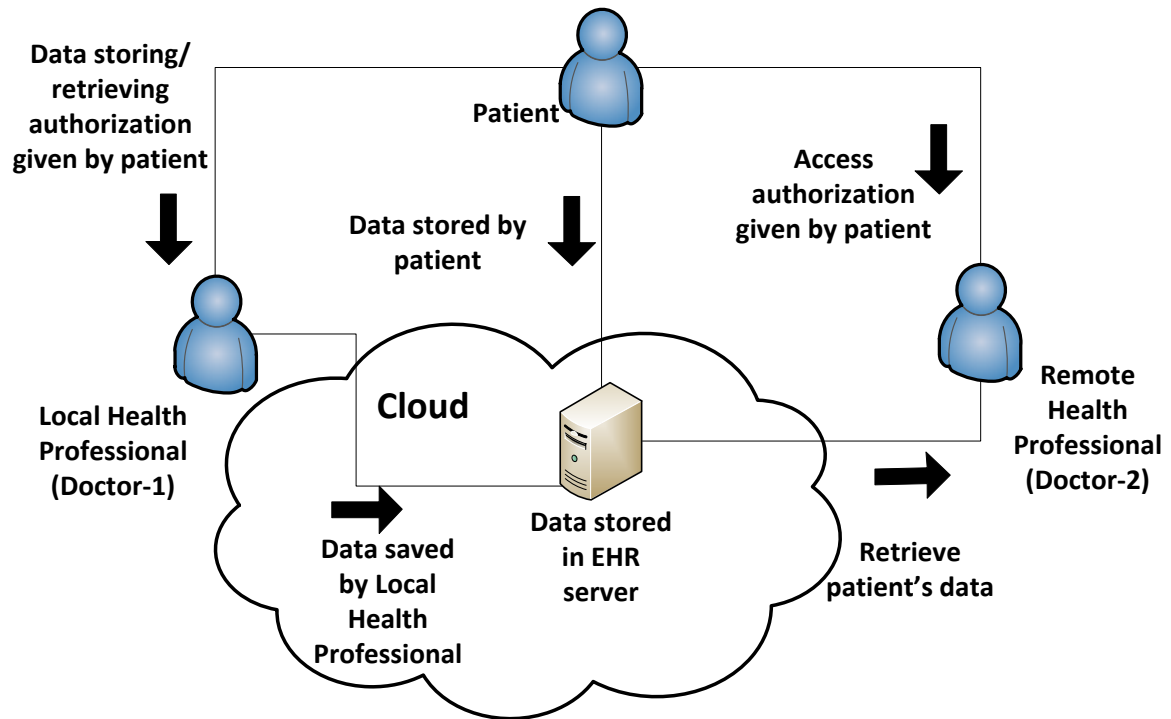 Data storing/
retrieving
authorization
given by patient
Patient
Access
authorization
given by patient
Data stored by
patient
Cloud
Local Health
Professional
(Doctor-1)
Remote
Health
Professional
(Doctor-2)
Data stored
in EHR
server
Data saved
by Local
Health
Professional
Retrieve
patient’s data